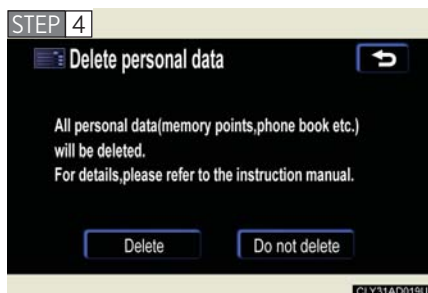 STEP 4
Delete personal data
All personal data(memory points,phone book etc.)
will be deleted.
For details,please refer to the instruction manual.
Delete
Do not delete
CLY31AD019U